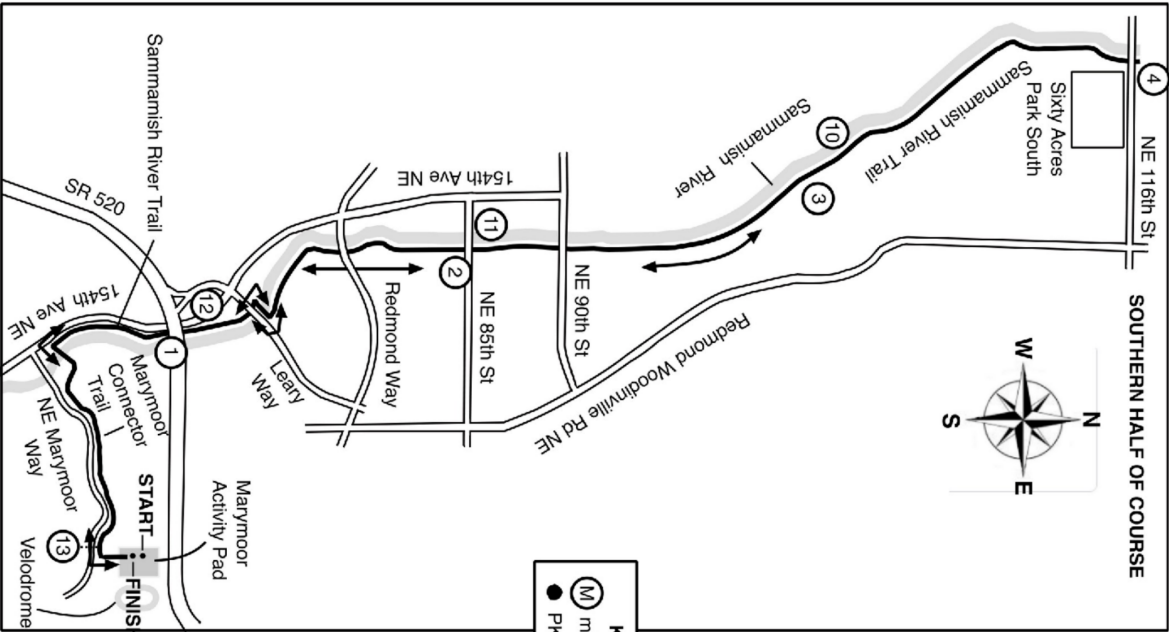 SOUTHERN HALF OF COURSE
W
N
S
E
4
NE 116th St
Sixty Acres
Park South
Sammamish River Trail
10
3
Sammamish
River
Redmond Woodinville Rd NE
NE 90th St
154th Ave NE
11
2
NE 85th St
Redmond Way
Leary
Way
12
1
SR 520
Sammamish River Trail
154th Ave NE
Marymoor
Connector
Trail
NE Marymoor
Way
Marymoor
Activity Pad
START
FINIS
13
Velodrome
K
M m